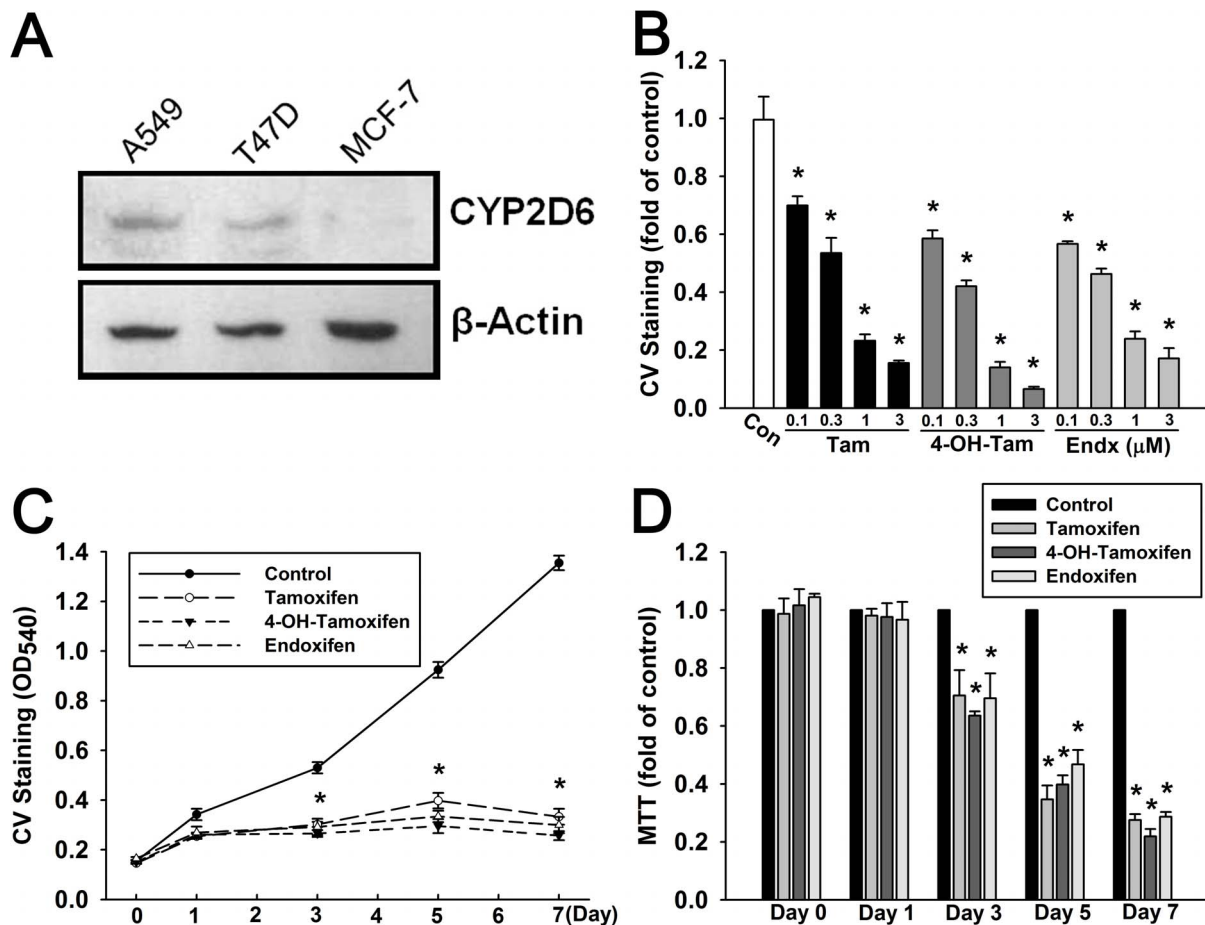 A
A549
T47D
MCF-7
CYP2D6
β-Actin
B
CV Staining (fold of control)
1.2
1.0
0.8
0.6
0.4
0.2
0.0
* * * * * * * * * * * *
Con 0.1 0.3 1 3 0.1 0.3 1 3 0.1 0.3 1 3
Tam 4-OH-Tam Endx (µM)
C
CV Staining (OD540)
1.4
1.2
1.0
0.8
0.6
0.4
0.2
0.0
Control
Tamoxifen
4-OH-Tamoxifen
Endoxifen
* * *
0 1 2 3 4 5 6 7(Day)
D
Control
Tamoxifen
4-OH-Tamoxifen
Endoxifen
MTT (fold of control)
1.2
1.0
0.8
0.6
0.4
0.2
0.0
* * * * * * * * *
Day 0 Day 1 Day 3 Day 5 Day 7